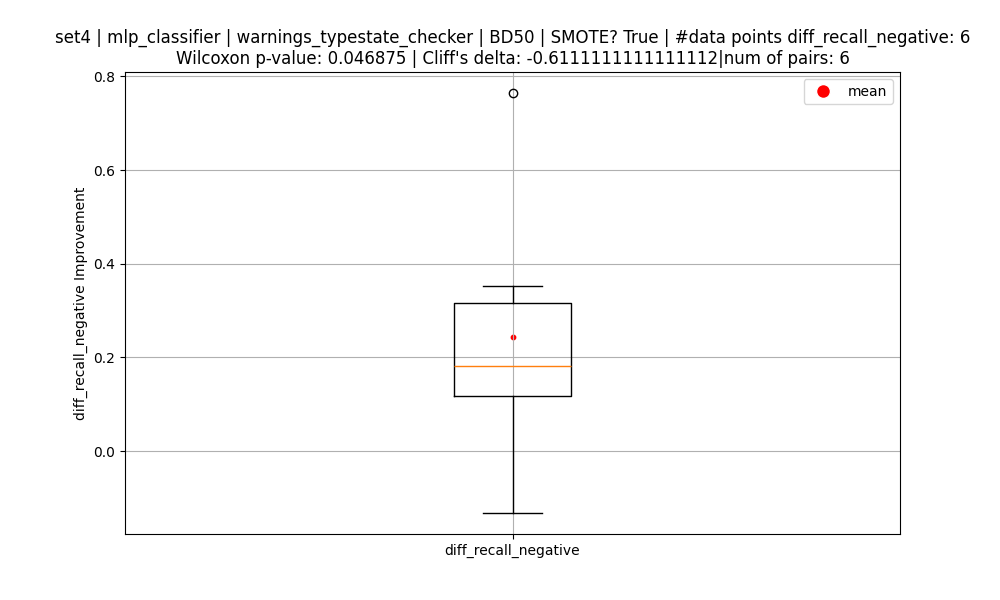 set4 | mlp_classifier | warnings_typestate_checker | BD50 | SMOTE? True | #data points diff_recall_negative: 6
Wilcoxon p-value: 0.046875 | Cliff's delta: -0.6111111111111112|num of pairs: 6
mean
0.8
0.6
0.4
0.2
0.0
diff_recall_negative Improvement
diff_recall_negative